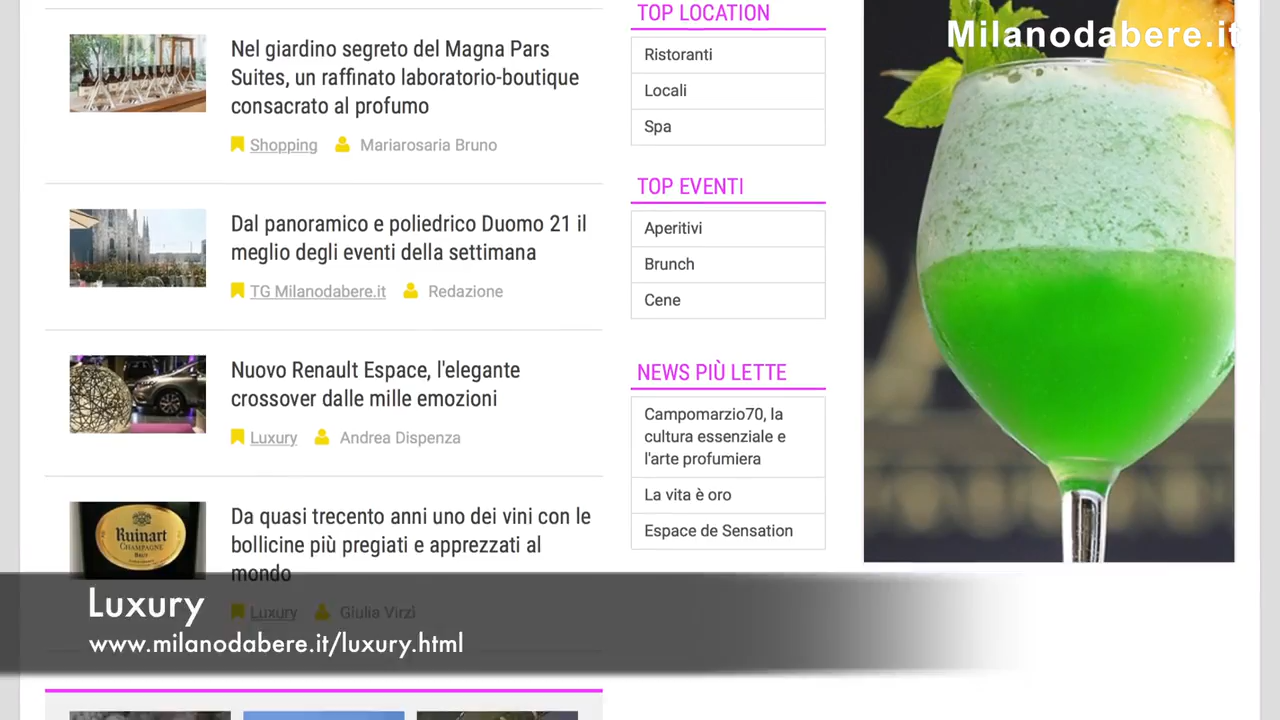 Milanodabere.it
Nel giardino segreto del Magna Pars
Suites, un raffinato laboratorio-boutique
consacrato al profumo
Shopping Mariarosaria Bruno
Dal panoramico e poliedrico Duomo 21 il
meglio degli eventi della settimana
TG Milanodabere.it Redazione
Nuovo Renault Espace, l'elegante
crossover dalle mille emozioni
Luxury Andrea Dispenza
Ruinart
CHAMPAGNE
BRUT
Da quasi trecento anni uno dei vini con le
bollicine più pregiati e apprezzati al
mondo
Luxury Giulia Virzì
TOP LOCATION
Ristoranti
Locali
Spa
TOP EVENTI
Aperitivi
Brunch
Cene
NEWS PIÙ LETTE
Campomarzio70, la
cultura essenziale e
l'arte profumiera
La vita è oro
Espace de Sensation
Luxury
www.milanodabere.it/luxury.html